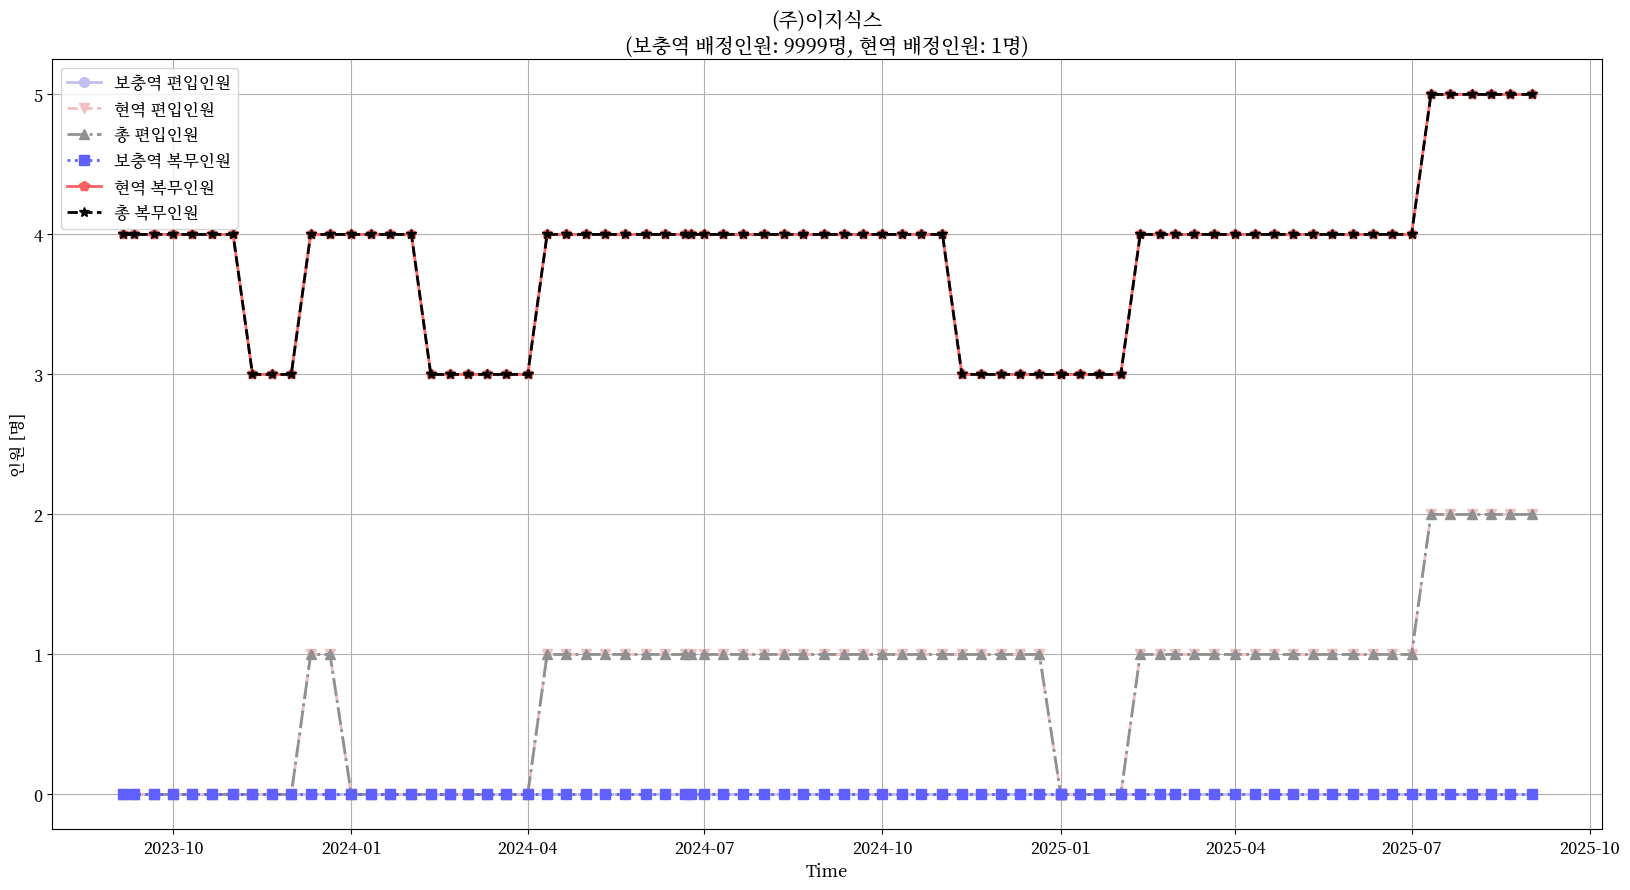 (주)이지식스
(보충역 배정인원: 9999명, 현역 배정인원: 1명)
보충역 편입인원
현역 편입인원
총 편입인원
보충역 복무인원
현역 복무인원
총 복무인원
인원 [명]
5
4
3
2
1
0
2023-10
2024-01
2024-04
2024-07
2024-10
2025-01
2025-04
2025-07
2025-10
Time